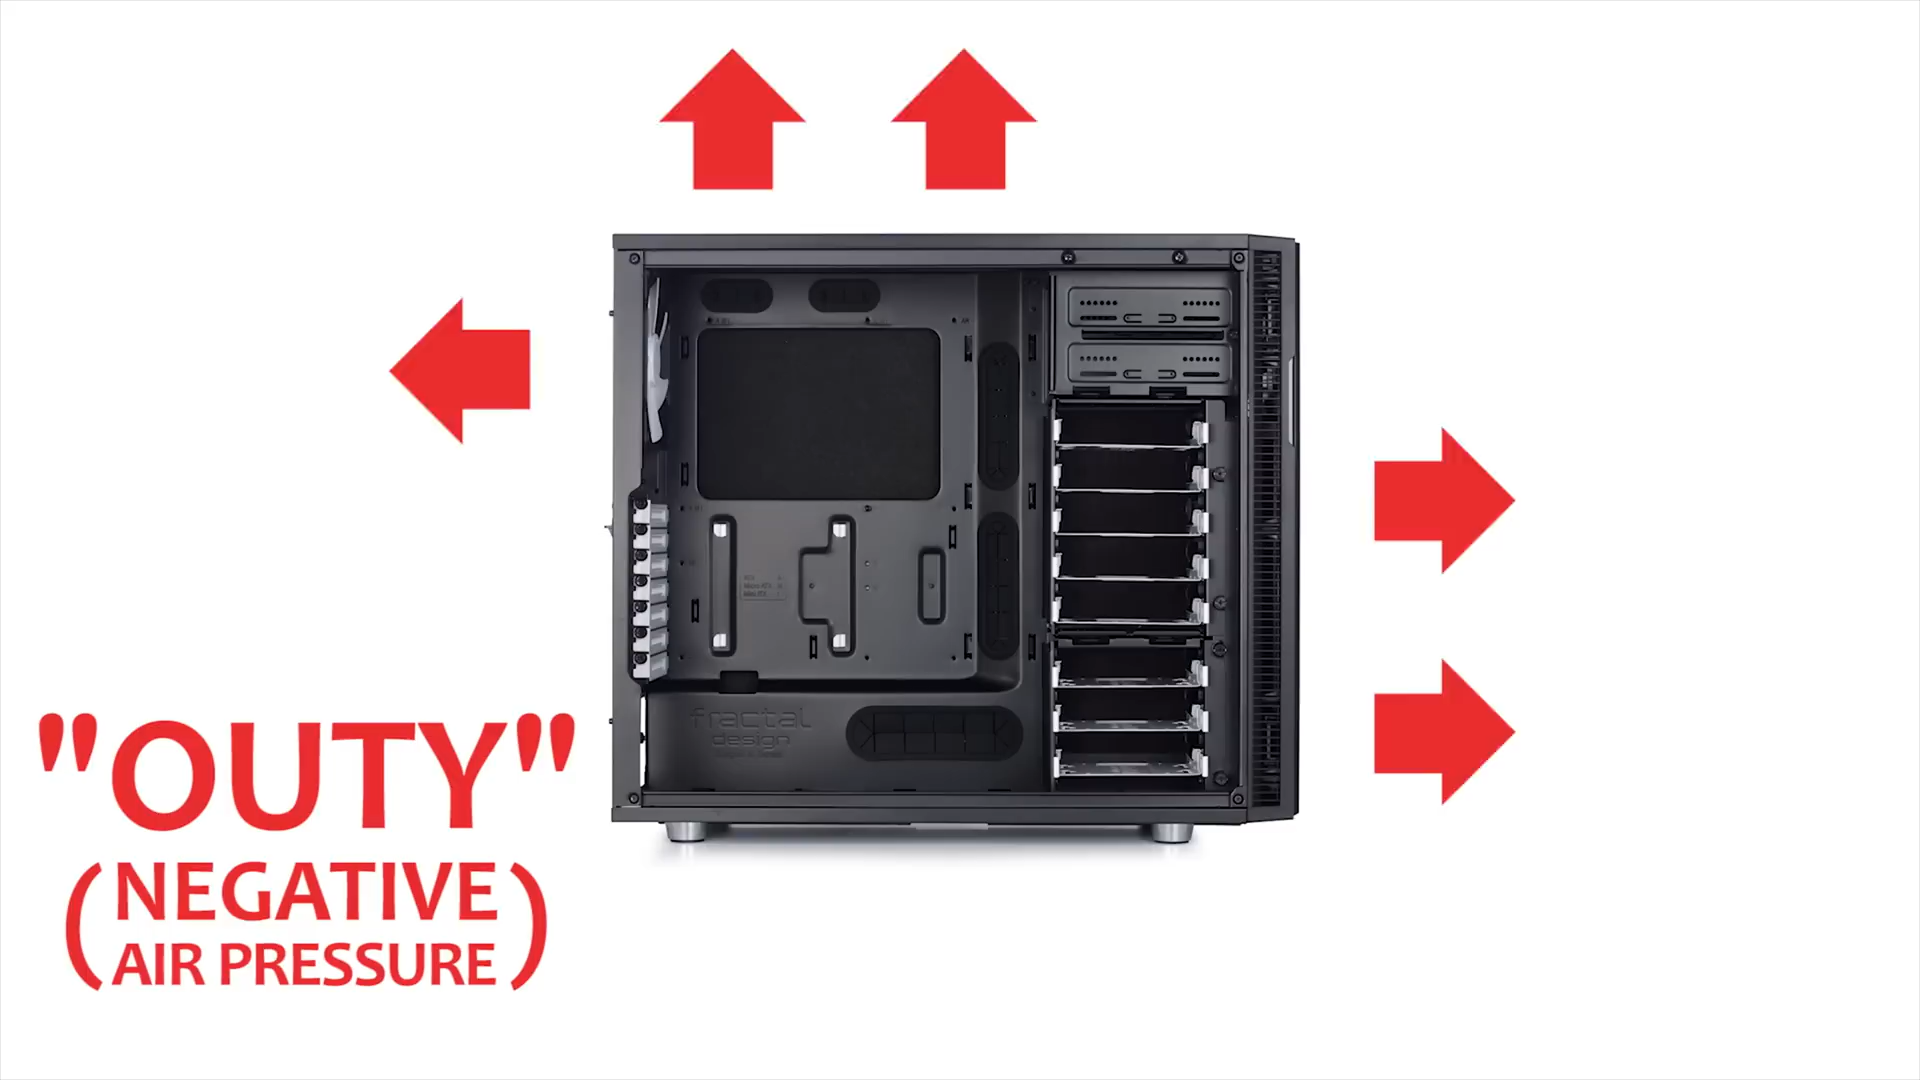 fractal
design
"OUTY"
(NEGATIVE
AIR PRESSURE)